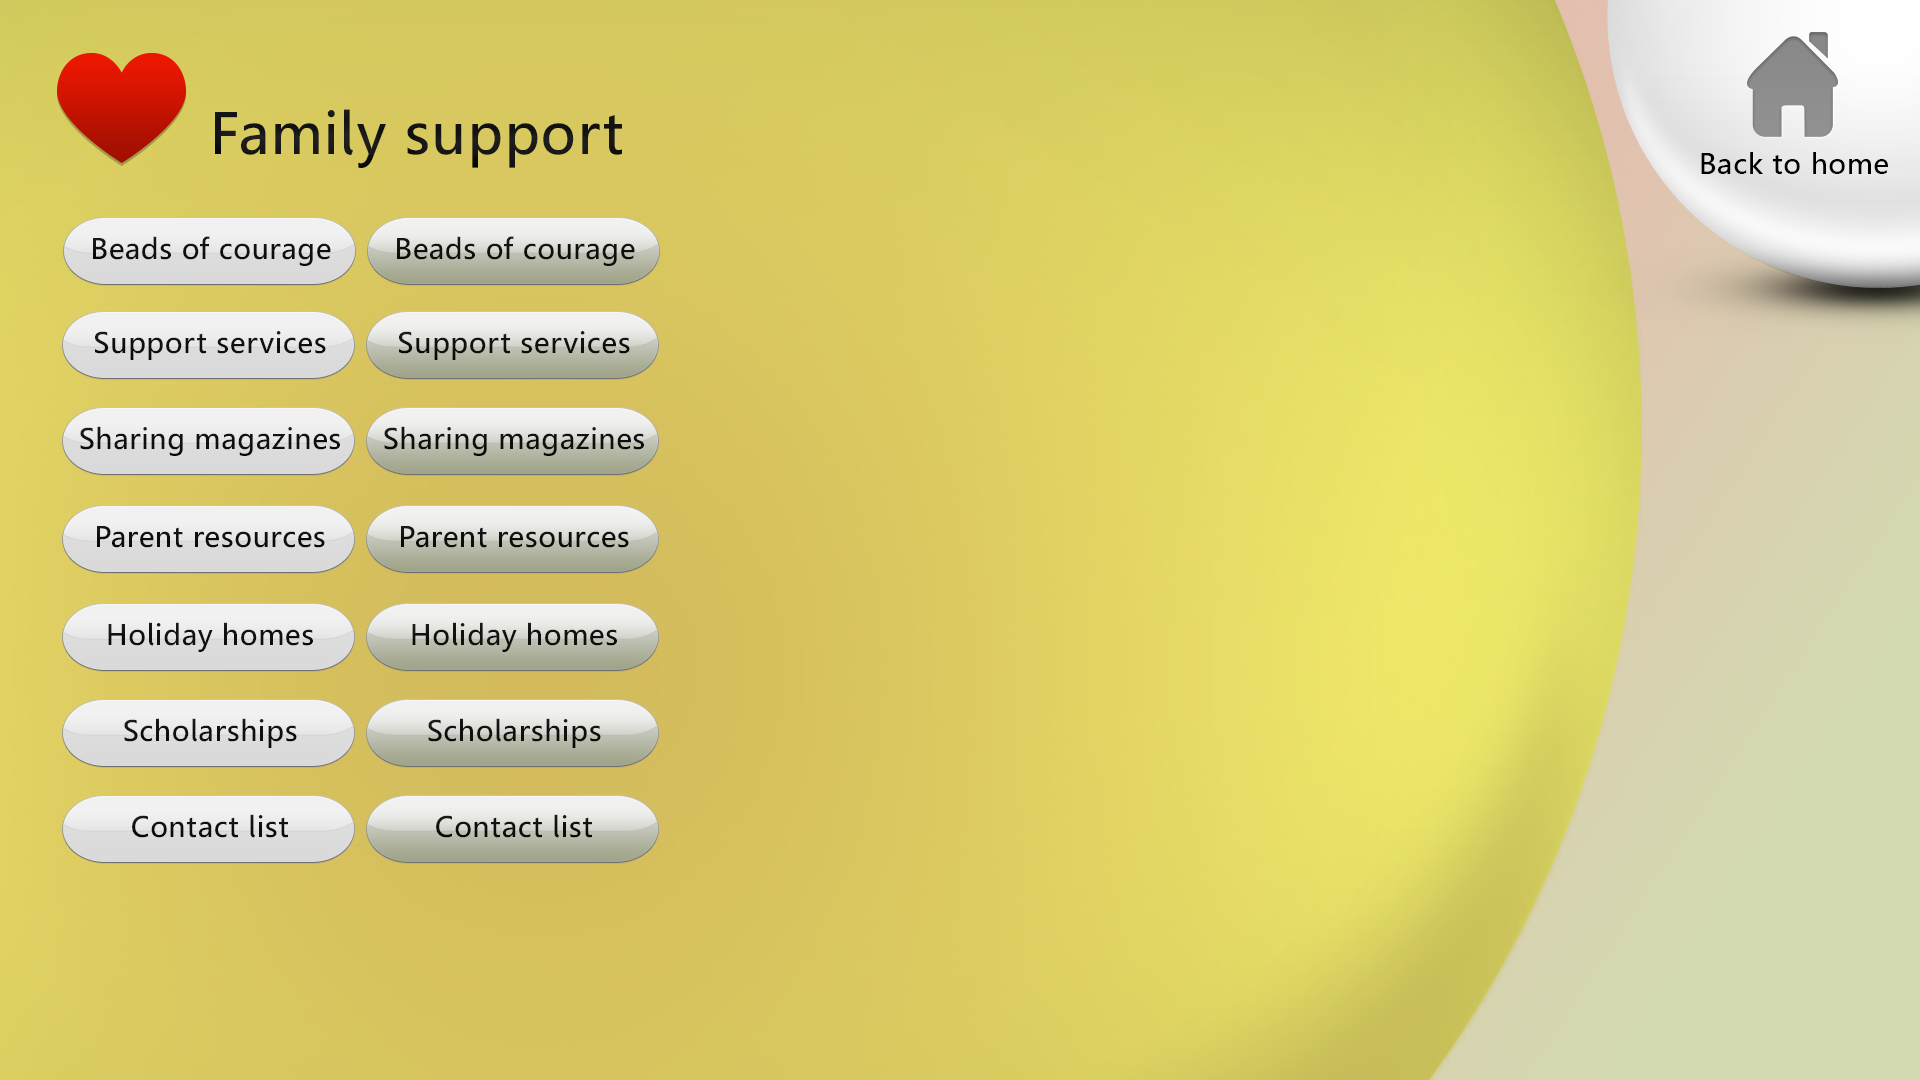 Family support
Back to home
Beads of courage Beads of courage
Support services Support services
Sharing magazines Sharing magazines
Parent resources Parent resources
Holiday homes Holiday homes
Scholarships Scholarships
Contact list Contact list